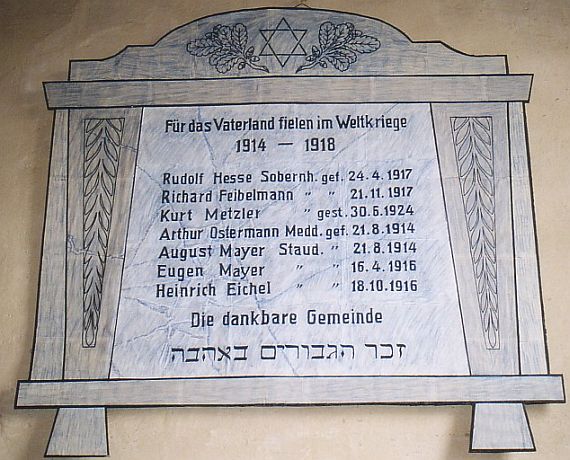 Für das Vaterland fielen im Weltkriege
1914 — 1918
Rudolf Hesse Sobernh. gef. 24.4.1917
Richard Feibelmann " " 21.11.1917
Kurt Metzler " gest. 30.6.1924
Arthur Ostermann Medd. gef. 21.8.1914
August Mayer Staud. " 21.8.1914
Eugen Mayer " " 16.4.1916
Heinrich Eichel " " 18.10.1916
Die dankbare Gemeinde
זכר הגבורים באהבה